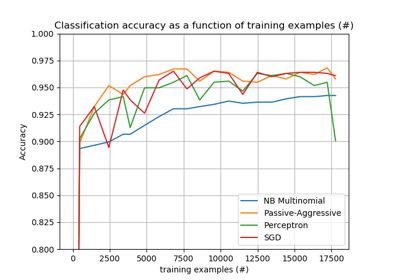 Classification accuracy as a function of training examples (#)
1.000
0.975
0.950
0.925
0.900
0.875
0.850
0.825
0.800
Accuracy
NB Multinomial
Passive-Aggressive
Perceptron
SGD
0 2500 5000 7500 10000 12500 15000 17500
training examples (#)